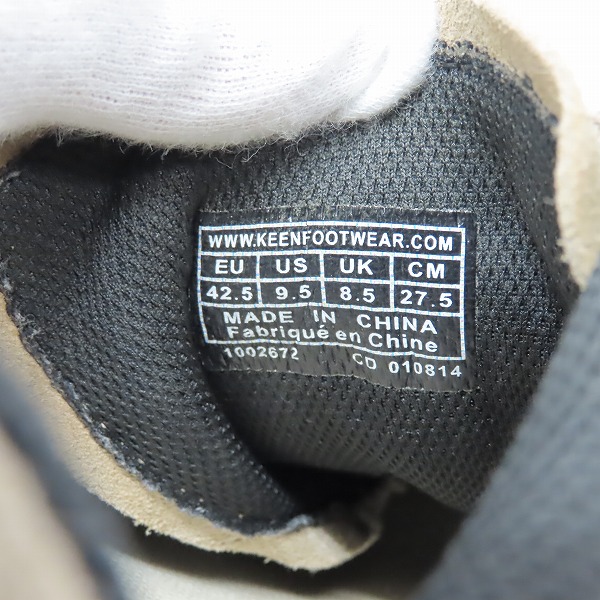 WWW.KEENFOOTWEAR.COM
EU US UK CM
42.5 9.5 8.5 27.5
MADE IN CHINA
Fabriqué en Chine
1002672 CD 010814